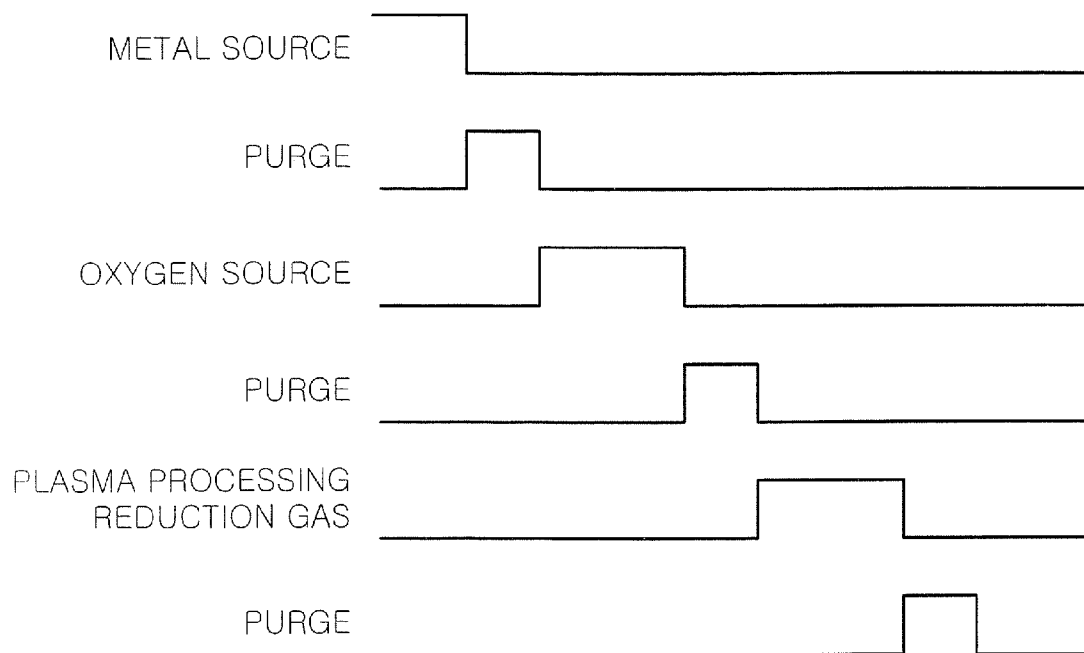 METAL SOURCE
PURGE
OXYGEN SOURCE
PURGE
PLASMA PROCESSING
REDUCTION GAS
PURGE